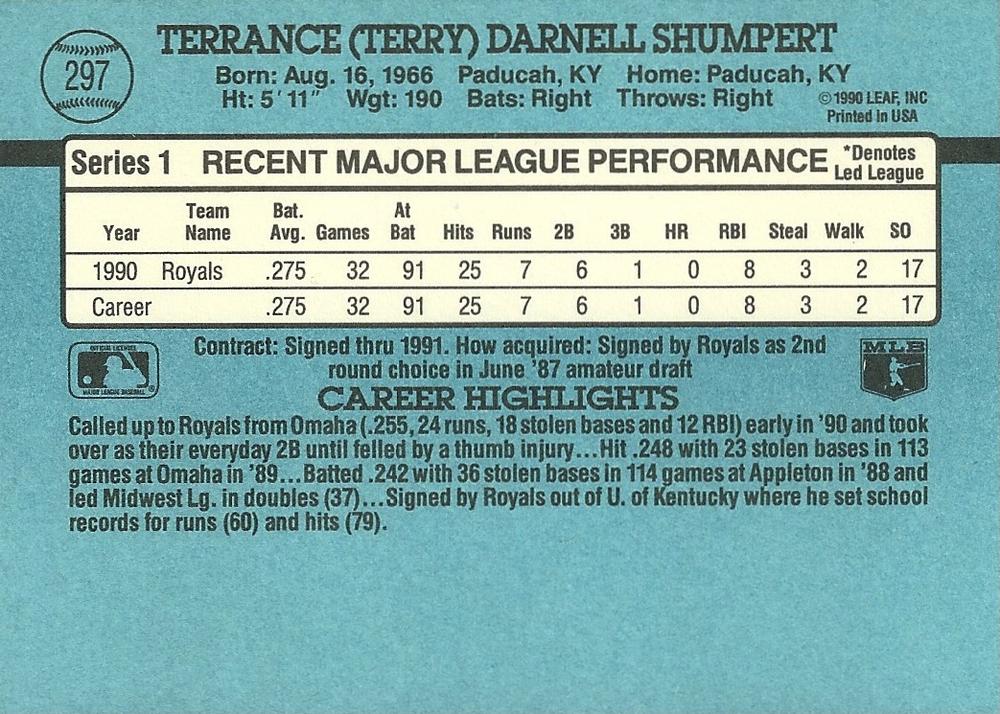 297
TERRANCE (TERRY) DARNELL SHUMPERT
Born: Aug. 16, 1966 Paducah, KY Home: Paducah, KY
Ht: 5' 11" Wgt: 190 Bats: Right Throws: Right
©1990 LEAF, INC
Printed in USA
Series 1 RECENT MAJOR LEAGUE PERFORMANCE *Denotes Led League
Year Team Name Bat. Avg. Games At Bat Hits Runs 2B 3B HR RBI Steal Walk SO
1990 Royals .275 32 91 25 7 6 1 0 8 3 2 17
Career .275 32 91 25 7 6 1 0 8 3 2 17
OFFICIAL LICENSEE
MAJOR LEAGUE BASEBALL
Contract: Signed thru 1991. How acquired: Signed by Royals as 2nd
round choice in June '87 amateur draft
MLB
CAREER HIGHLIGHTS
Called up to Royals from Omaha (.255, 24 runs, 18 stolen bases and 12 RBI) early in '90 and took
over as their everyday 2B until felled by a thumb injury...Hit .248 with 23 stolen bases in 113
games at Omaha in '89...Batted .242 with 36 stolen bases in 114 games at Appleton in '88 and
led Midwest Lg. in doubles (37)...Signed by Royals out of U. of Kentucky where he set school
records for runs (60) and hits (79).